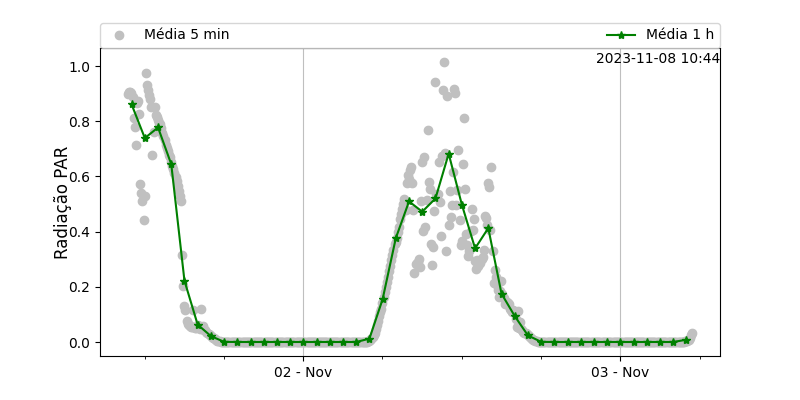 Média 5 min
Média 1 h
2023-11-08 10:44
Radiação PAR
1.0
0.8
0.6
0.4
0.2
0.0
02 - Nov
03 - Nov